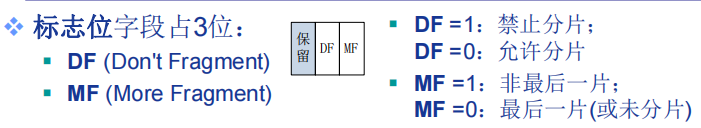 标志位字段占3位：
DF (Don't Fragment)
MF (More Fragment)
保留 DF MF
DF =1：禁止分片；
DF =0：允许分片
MF =1：非最后一片；
MF =0：最后一片(或未分片)